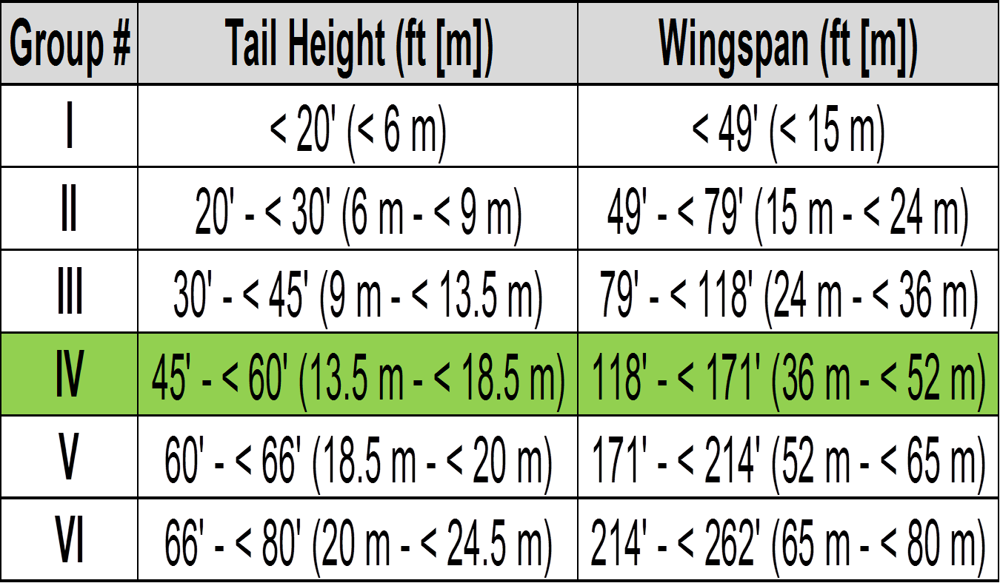 Group # Tail Height (ft [m]) Wingspan (ft [m])
I < 20' (< 6 m) < 49' (< 15 m)
II 20' - < 30' (6 m - < 9 m) 49' - < 79' (15 m - < 24 m)
III 30' - < 45' (9 m - < 13.5 m) 79' - < 118' (24 m - < 36 m)
IV 45' - < 60' (13.5 m - < 18.5 m) 118' - < 171' (36 m - < 52 m)
V 60' - < 66' (18.5 m - < 20 m) 171' - < 214' (52 m - < 65 m)
VI 66' - < 80' (20 m - < 24.5 m) 214' - < 262' (65 m - < 80 m)